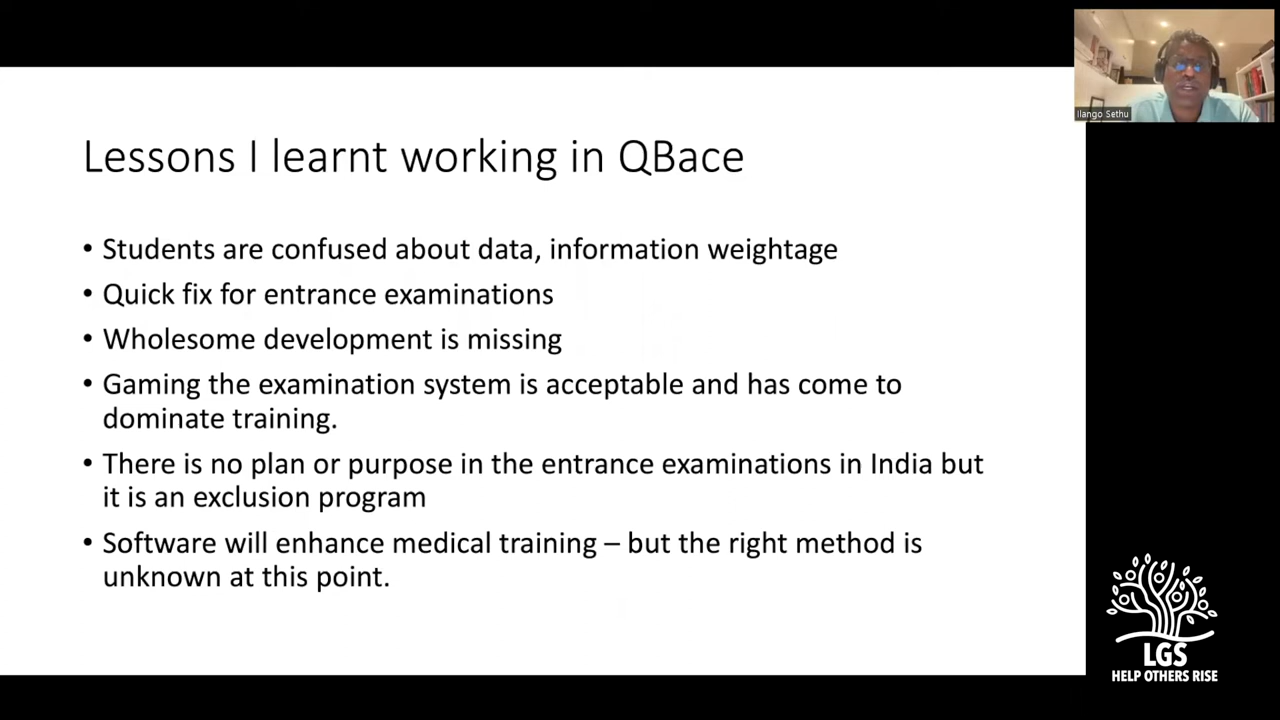 Ilango Sethu
Lessons I learnt working in QBace
• Students are confused about data, information weightage
• Quick fix for entrance examinations
• Wholesome development is missing
• Gaming the examination system is acceptable and has come to
dominate training.
• There is no plan or purpose in the entrance examinations in India but
it is an exclusion program
• Software will enhance medical training – but the right method is
unknown at this point.
LGS
HELP OTHERS RISE